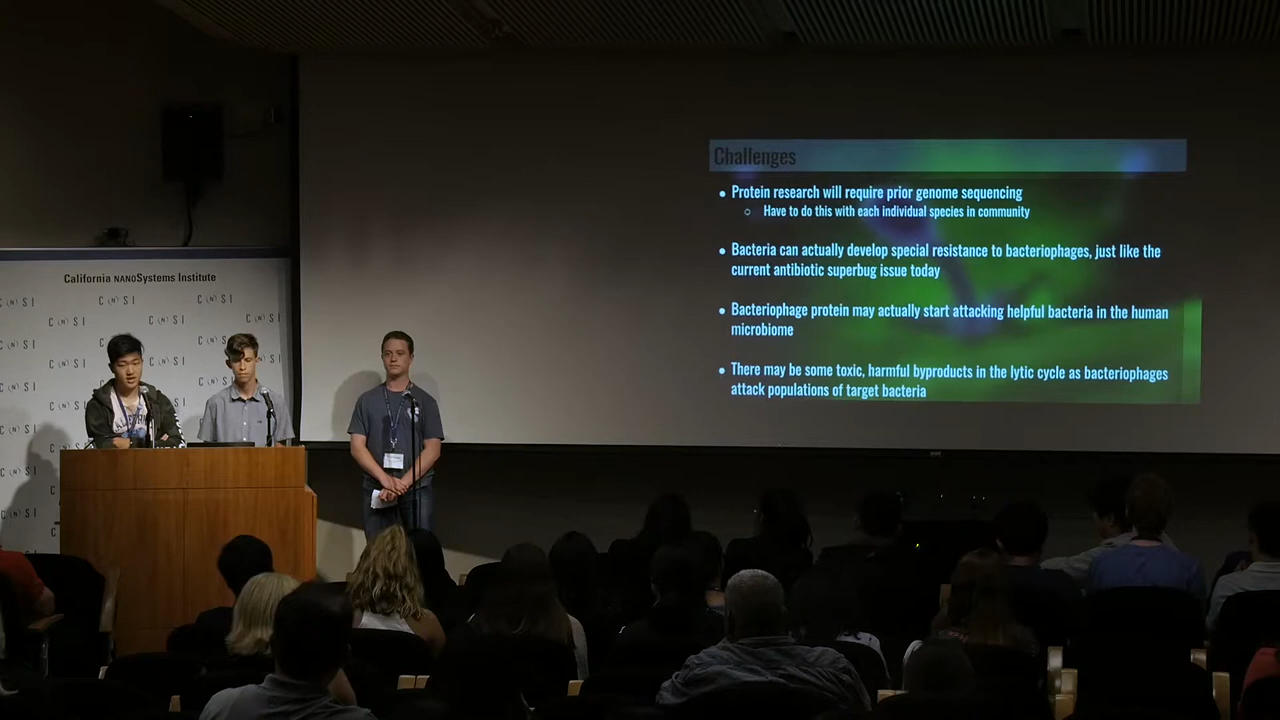 California NANOSystems Institute
C (N) S I
C (N) S I
C (N) S I
C (N) S I
C (N) S I
Challenges
• Protein research will require prior genome sequencing
○ Have to do this with each individual species in community
• Bacteria can actually develop special resistance to bacteriophages, just like the
current antibiotic superbug issue today
• Bacteriophage protein may actually start attacking helpful bacteria in the human
microbiome
• There may be some toxic, harmful byproducts in the lytic cycle as bacteriophages
attack populations of target bacteria